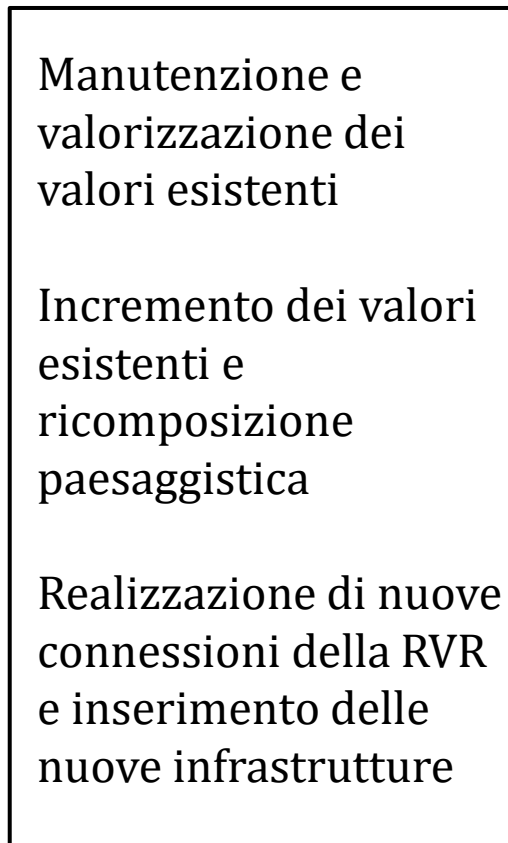 Manutenzione e
valorizzazione dei
valori esistenti
Incremento dei valori
esistenti e
ricomposizione
paesaggistica
Realizzazione di nuove
connessioni della RVR
e inserimento delle
nuove infrastrutture